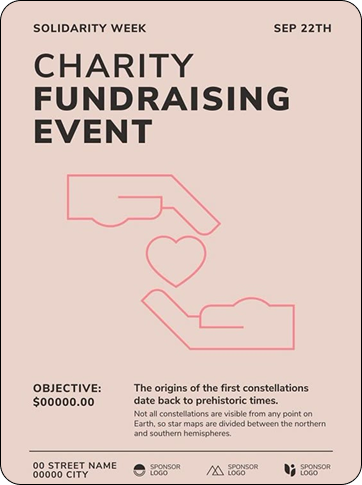 SOLIDARITY WEEK
SEP 22TH
CHARITY
FUNDRAISING
EVENT
OBJECTIVE:
$00000.00
The origins of the first constellations
date back to prehistoric times.
Not all constellations are visible from any point on
Earth, so star maps are divided between the northern
and southern hemispheres.
00 STREET NAME
00000 CITY
SPONSOR
LOGO
SPONSOR
LOGO
SPONSOR
LOGO